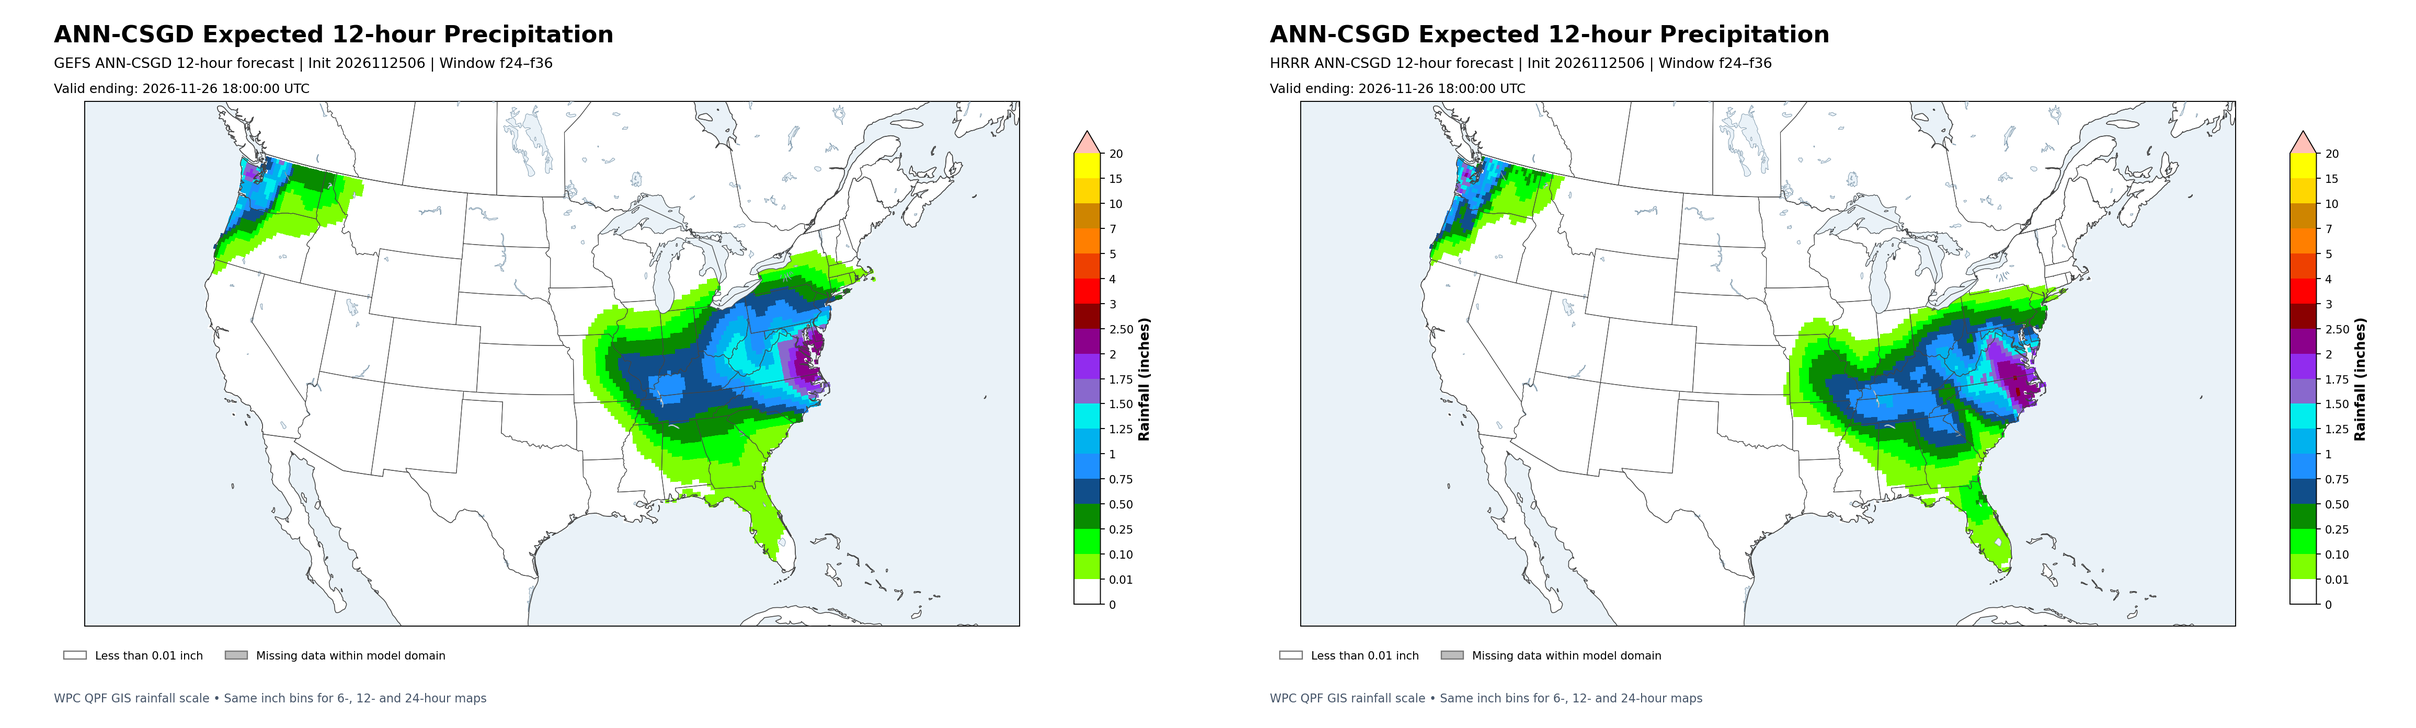 ANN-CSGD Expected 12-hour Precipitation
GEFS ANN-CSGD 12-hour forecast | Init 2026112506 | Window f24–f36
Valid ending: 2026-11-26 18:00:00 UTC
20
15
10
7
5
4
3
2.50
2
1.75
1.50
1.25
1
0.75
0.50
0.25
0.10
0.01
0
Rainfall (inches)
Less than 0.01 inch
Missing data within model domain
WPC QPF GIS rainfall scale • Same inch bins for 6-, 12- and 24-hour maps
ANN-CSGD Expected 12-hour Precipitation
HRRR ANN-CSGD 12-hour forecast | Init 2026112506 | Window f24–f36
Valid ending: 2026-11-26 18:00:00 UTC
20
15
10
7
5
4
3
2.50
2
1.75
1.50
1.25
1
0.75
0.50
0.25
0.10
0.01
0
Rainfall (inches)
Less than 0.01 inch
Missing data within model domain
WPC QPF GIS rainfall scale • Same inch bins for 6-, 12- and 24-hour maps